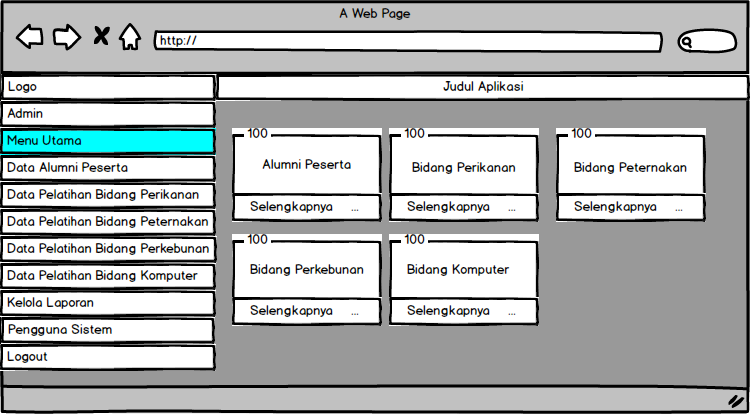 A Web Page
http://
Logo
Judul Aplikasi
Admin
Menu Utama
Data Alumni Peserta
Data Pelatihan Bidang Perikanan
Data Pelatihan Bidang Peternakan
Data Pelatihan Bidang Perkebunan
Data Pelatihan Bidang Komputer
Kelola Laporan
Pengguna Sistem
Logout
100
Alumni Peserta
Selengkapnya ...
100
Bidang Perikanan
Selengkapnya ...
100
Bidang Peternakan
Selengkapnya ...
100
Bidang Perkebunan
Selengkapnya ...
100
Bidang Komputer
Selengkapnya ...